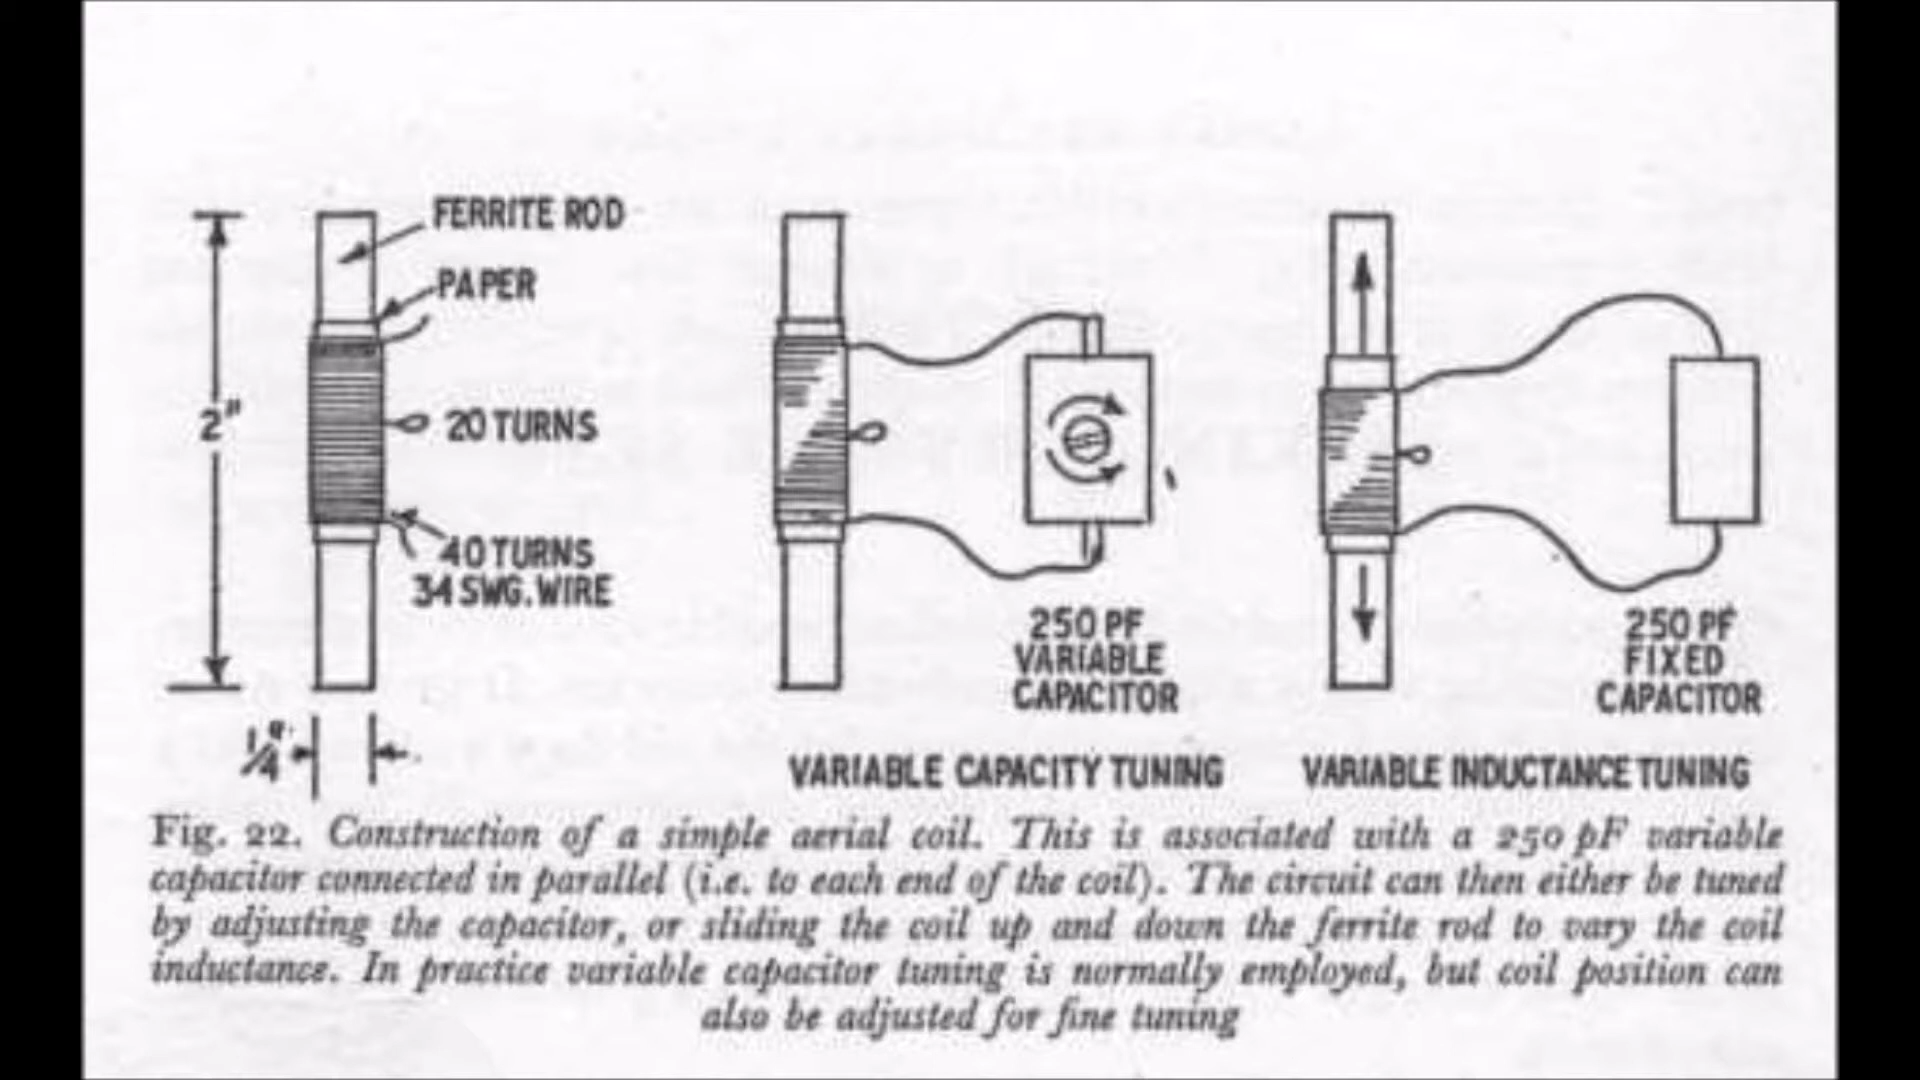 FERRITE ROD
PAPER
2"
20 TURNS
40 TURNS
34 SWG. WIRE
1/4"
250 PF
VARIABLE
CAPACITOR
250 PF
FIXED
CAPACITOR
VARIABLE CAPACITY TUNING
VARIABLE INDUCTANCE TUNING
Fig. 22. Construction of a simple aerial coil. This is associated with a 250 pF variable
capacitor connected in parallel (i.e. to each end of the coil). The circuit can then either be tuned
by adjusting the capacitor, or sliding the coil up and down the ferrite rod to vary the coil
inductance. In practice variable capacitor tuning is normally employed, but coil position can
also be adjusted for fine tuning